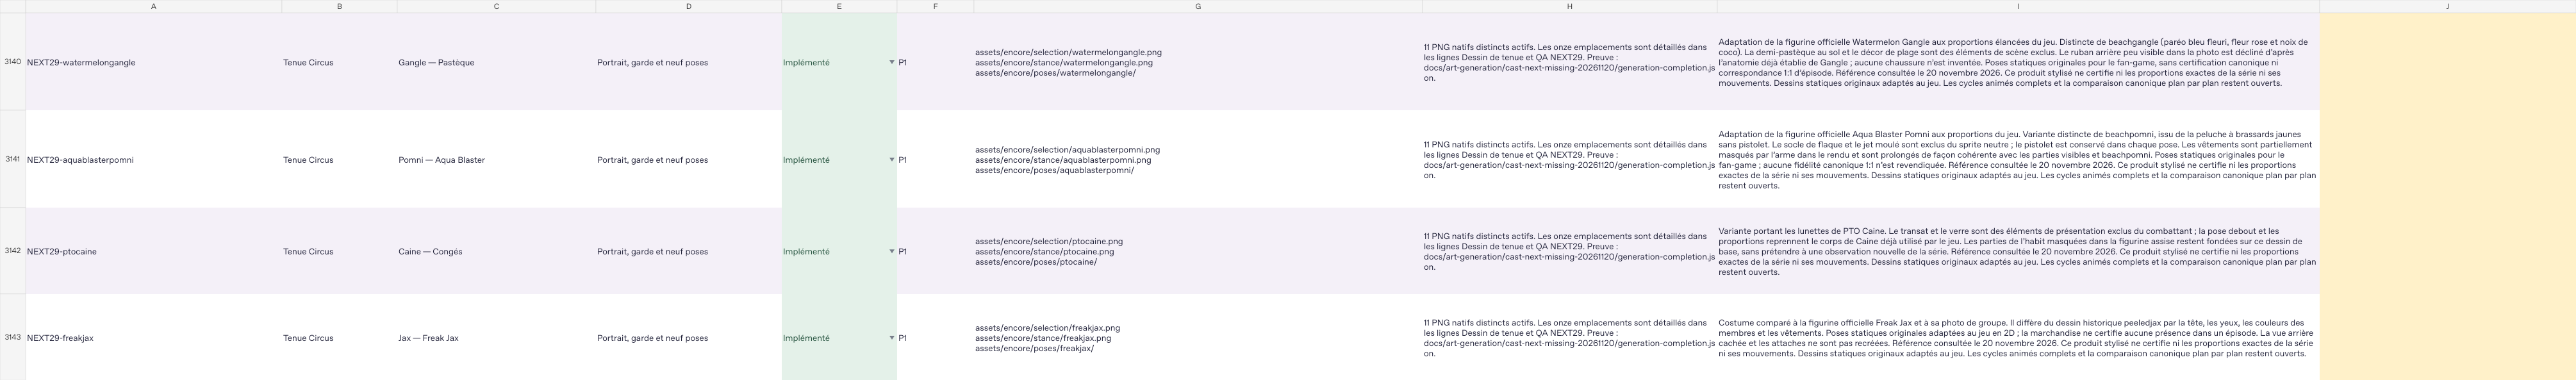 A B C D E F G H I J
3140 NEXT29-watermelongangle Tenue Circus Gangle — Pastèque Portrait, garde et neuf poses Implémenté P1
assets/encore/selection/watermelongangle.png
assets/encore/stance/watermelongangle.png
assets/encore/poses/watermelongangle/
11 PNG natifs distincts actifs. Les onze emplacements sont détaillés dans
les lignes Dessin de tenue et QA NEXT29. Preuve :
docs/art-generation/cast-next-missing-20261120/generation-completion.js
on.
Adaptation de la figurine officielle Watermelon Gangle aux proportions élancées du jeu. Distincte de beachgangle (paréo bleu fleuri, fleur rose et noix de
coco). La demi-pastèque au sol et le décor de plage sont des éléments de scène exclus. Le ruban arrière peu visible dans la photo est décliné d’après
l’anatomie déjà établie de Gangle ; aucune chaussure n’est inventée. Poses statiques originales pour le fan-game, sans certification canonique ni
correspondance 1:1 d’épisode. Référence consultée le 20 novembre 2026. Ce produit stylisé ne certifie ni les proportions exactes de la série ni ses
mouvements. Dessins statiques originaux adaptés au jeu. Les cycles animés complets et la comparaison canonique plan par plan restent ouverts.
3141 NEXT29-aquablasterpomni Tenue Circus Pomni — Aqua Blaster Portrait, garde et neuf poses Implémenté P1
assets/encore/selection/aquablasterpomni.png
assets/encore/stance/aquablasterpomni.png
assets/encore/poses/aquablasterpomni/
11 PNG natifs distincts actifs. Les onze emplacements sont détaillés dans
les lignes Dessin de tenue et QA NEXT29. Preuve :
docs/art-generation/cast-next-missing-20261120/generation-completion.js
on.
Adaptation de la figurine officielle Aqua Blaster Pomni aux proportions du jeu. Variante distincte de beachpomni, issu de la peluche à brassards jaunes
sans pistolet. Le socle de flaque et le jet moulé sont exclus du sprite neutre ; le pistolet est conservé dans chaque pose. Les vêtements sont partiellement
masqués par l’arme dans le rendu et sont prolongés de façon cohérente avec les parties visibles et beachpomni. Poses statiques originales pour le
fan-game ; aucune fidélité canonique 1:1 n’est revendiquée. Référence consultée le 20 novembre 2026. Ce produit stylisé ne certifie ni les proportions
exactes de la série ni ses mouvements. Dessins statiques originaux adaptés au jeu. Les cycles animés complets et la comparaison canonique plan par plan
restent ouverts.
3142 NEXT29-ptocaine Tenue Circus Caine — Congés Portrait, garde et neuf poses Implémenté P1
assets/encore/selection/ptocaine.png
assets/encore/stance/ptocaine.png
assets/encore/poses/ptocaine/
11 PNG natifs distincts actifs. Les onze emplacements sont détaillés dans
les lignes Dessin de tenue et QA NEXT29. Preuve :
docs/art-generation/cast-next-missing-20261120/generation-completion.js
on.
Variante portant les lunettes de PTO Caine. Le transat et le verre sont des éléments de présentation exclus du combattant ; la pose debout et les
proportions reprennent le corps de Caine déjà utilisé par le jeu. Les parties de l’habit masquées dans la figurine assise restent fondées sur ce dessin de
base, sans prétendre à une observation nouvelle de la série. Référence consultée le 20 novembre 2026. Ce produit stylisé ne certifie ni les proportions
exactes de la série ni ses mouvements. Dessins statiques originaux adaptés au jeu. Les cycles animés complets et la comparaison canonique plan par plan
restent ouverts.
3143 NEXT29-freakjax Tenue Circus Jax — Freak Jax Portrait, garde et neuf poses Implémenté P1
assets/encore/selection/freakjax.png
assets/encore/stance/freakjax.png
assets/encore/poses/freakjax/
11 PNG natifs distincts actifs. Les onze emplacements sont détaillés dans
les lignes Dessin de tenue et QA NEXT29. Preuve :
docs/art-generation/cast-next-missing-20261120/generation-completion.js
on.
Costume comparé à la figurine officielle Freak Jax et à sa photo de groupe. Il diffère du dessin historique peeledjax par la tête, les yeux, les couleurs des
membres et les vêtements. Poses statiques originales adaptées au jeu en 2D ; la marchandise ne certifie aucune présence dans un épisode. La vue arrière
cachée et les attaches ne sont pas recréées. Référence consultée le 20 novembre 2026. Ce produit stylisé ne certifie ni les proportions exactes de la série
ni ses mouvements. Dessins statiques originaux adaptés au jeu. Les cycles animés complets et la comparaison canonique plan par plan restent ouverts.